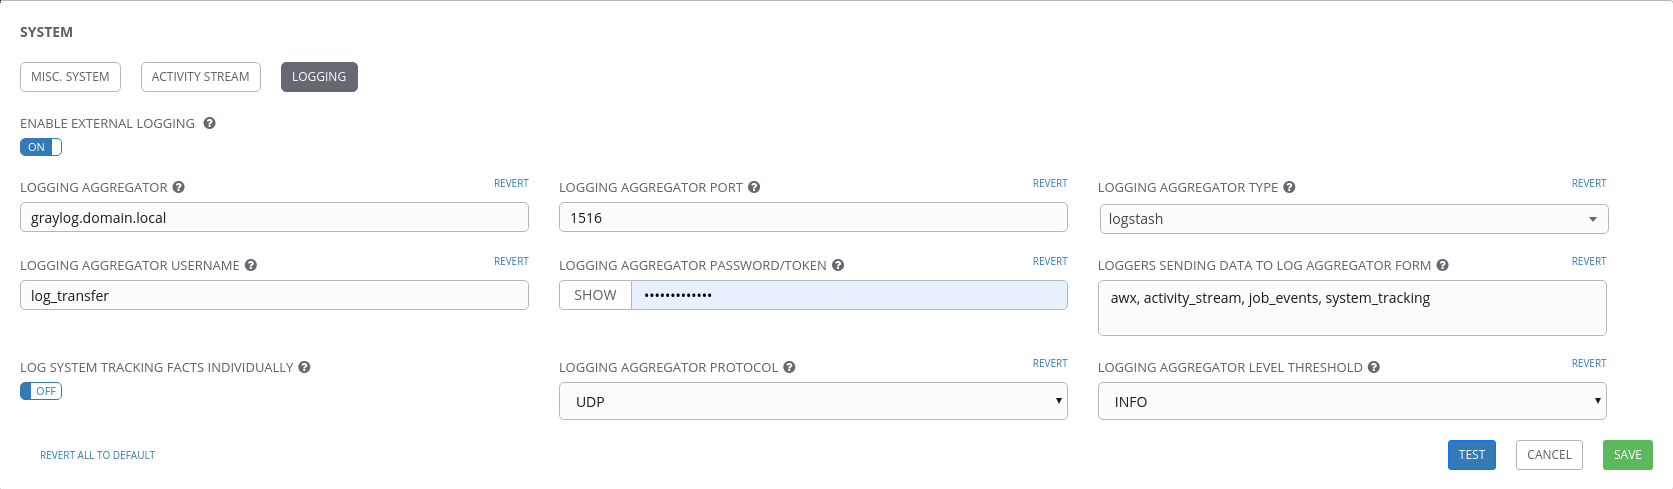 SYSTEM
MISC. SYSTEM ACTIVITY STREAM LOGGING
ENABLE EXTERNAL LOGGING ?
ON
LOGGING AGGREGATOR ? REVERT LOGGING AGGREGATOR PORT ? REVERT LOGGING AGGREGATOR TYPE ? REVERT
graylog.domain.local 1516 logstash
LOGGING AGGREGATOR USERNAME ? REVERT LOGGING AGGREGATOR PASSWORD/TOKEN ? REVERT LOGGERS SENDING DATA TO LOG AGGREGATOR FORM ? REVERT
log_transfer SHOW ••••••••••••• awx, activity_stream, job_events, system_tracking
LOG SYSTEM TRACKING FACTS INDIVIDUALLY ? LOGGING AGGREGATOR PROTOCOL ? REVERT LOGGING AGGREGATOR LEVEL THRESHOLD ? REVERT
OFF UDP INFO
REVERT ALL TO DEFAULT TEST CANCEL SAVE